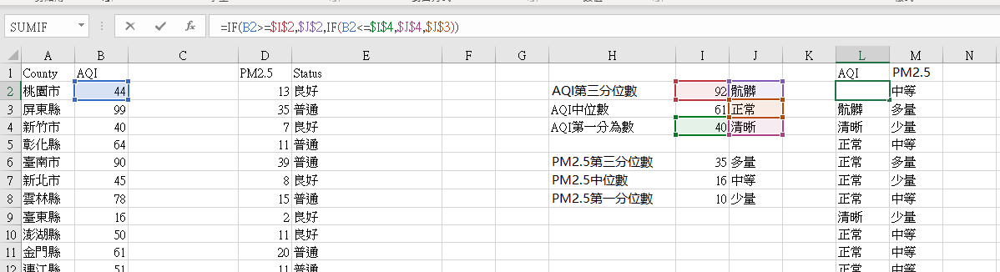 SUMIF =IF(B2>=$I$2,$J$2,IF(B2<=$I$4,$J$4,$J$3))
A B C D E F G H I J K L M N
1 County AQI PM2.5 Status AQI PM2.5
2 桃園市 44 13 良好 AQI第三分位數 92 骯髒 中等
3 屏東縣 99 35 普通 AQI中位數 61 正常 骯髒 多量
4 新竹市 40 7 良好 AQI第一分為數 40 清晰 清晰 少量
5 彰化縣 64 11 普通 正常 中等
6 臺南市 90 39 普通 PM2.5第三分位數 35 多量 正常 多量
7 新北市 45 8 良好 PM2.5中位數 16 中等 正常 少量
8 雲林縣 78 15 普通 PM2.5第一分位數 10 少量 正常 中等
9 臺東縣 16 2 良好 清晰 少量
10 澎湖縣 50 11 良好 正常 中等
11 金門縣 61 20 普通 正常 中等
12 連江縣 51 11 普通 正常 中等